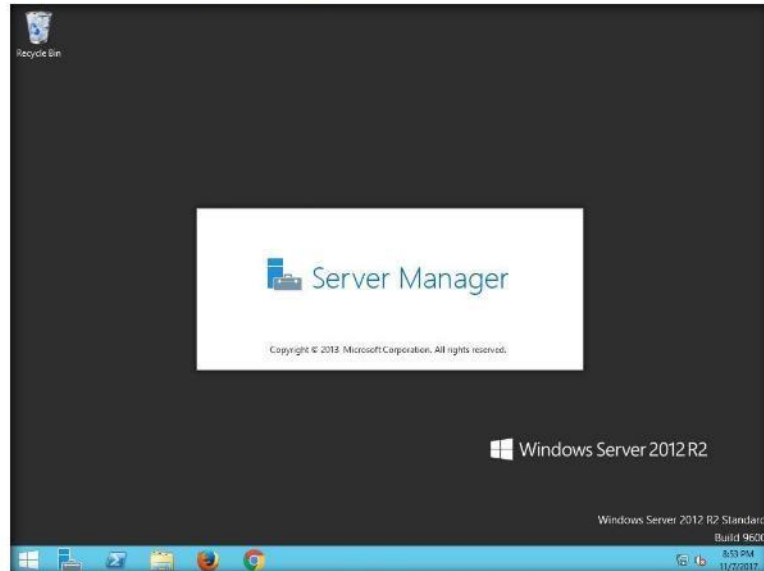 Recycle Bin
Server Manager
Copyright © 2013 Microsoft Corporation. All rights reserved.
Windows Server 2012 R2
Windows Server 2012 R2 Standard
Build 9600
8:53 PM
11/7/2017